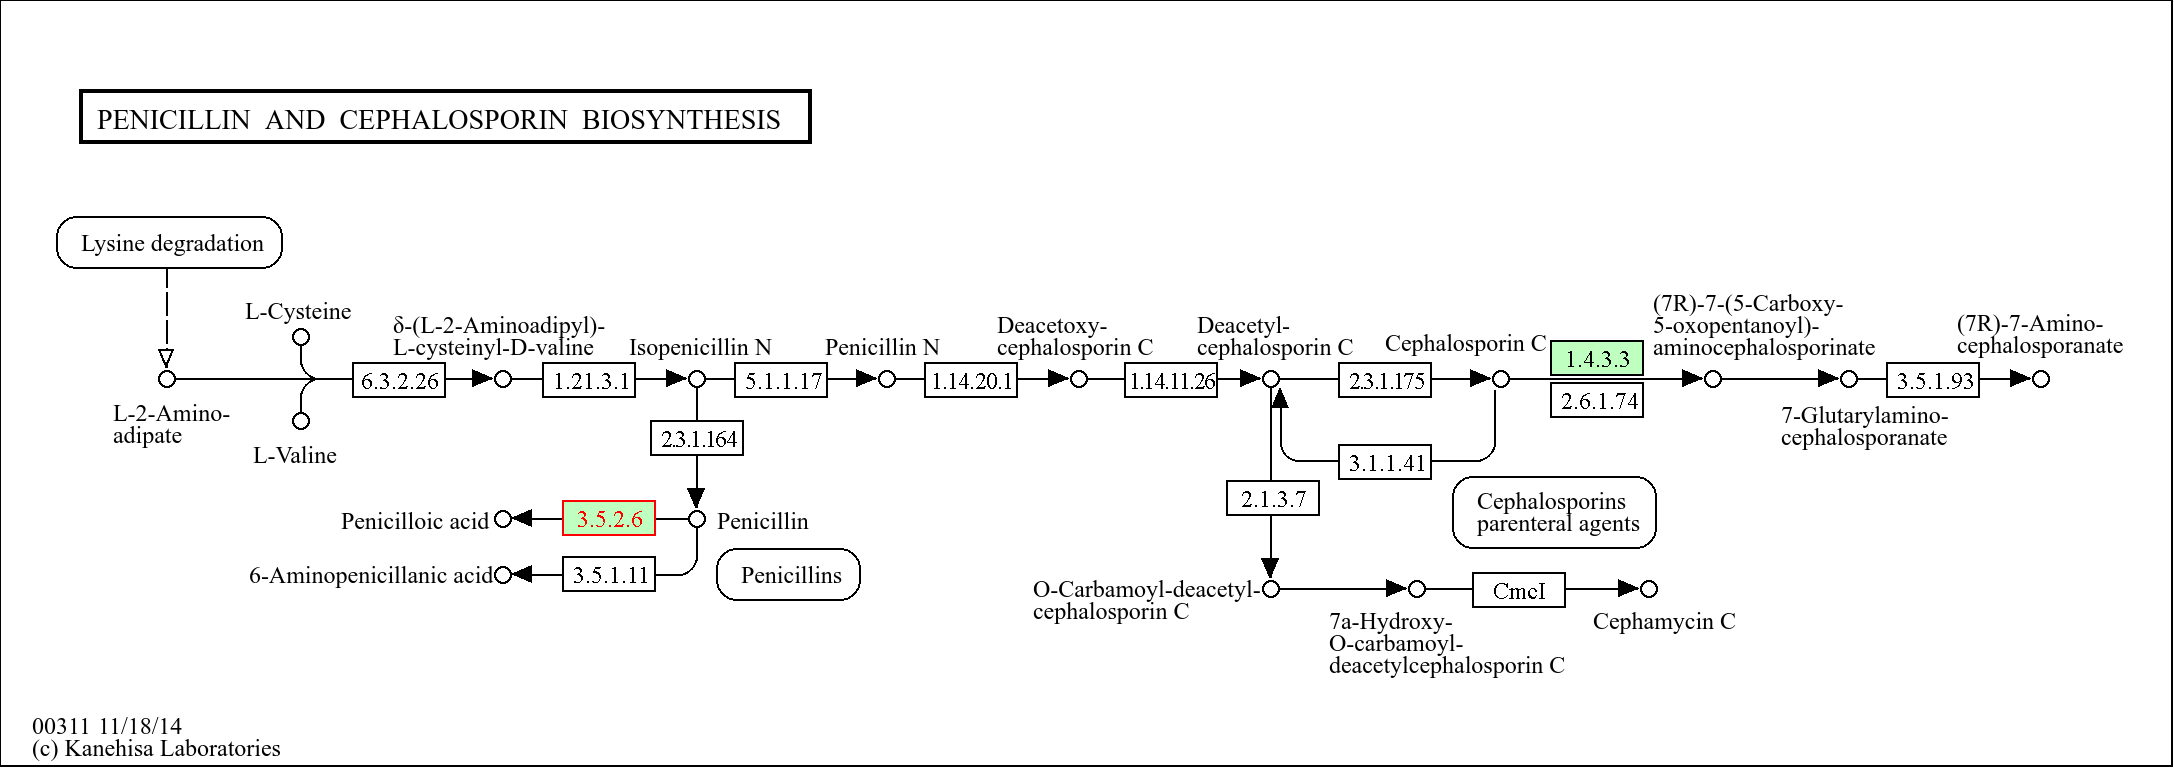 PENICILLIN AND CEPHALOSPORIN BIOSYNTHESIS
Lysine degradation
L-Cysteine
L-2-Amino-
adipate
L-Valine
6.3.2.26
δ-(L-2-Aminoadipyl)-
L-cysteinyl-D-valine
1.21.3.1
Isopenicillin N
5.1.1.17
Penicillin N
1.14.20.1
Deacetoxy-
cephalosporin C
1.14.11.26
Deacetyl-
cephalosporin C
2.3.1.175
Cephalosporin C
1.4.3.3
2.6.1.74
(7R)-7-(5-Carboxy-
5-oxopentanoyl)-
aminocephalosporinate
7-Glutarylamino-
cephalosporanate
3.5.1.93
(7R)-7-Amino-
cephalosporanate
2.3.1.164
3.1.1.41
2.1.3.7
Cephalosporins
parenteral agents
Penicilloic acid
3.5.2.6
Penicillin
6-Aminopenicillanic acid
3.5.1.11
Penicillins
O-Carbamoyl-deacetyl-
cephalosporin C
7a-Hydroxy-
O-carbamoyl-
deacetylcephalosporin C
CmcI
Cephamycin C
00311 11/18/14
(c) Kanehisa Laboratories